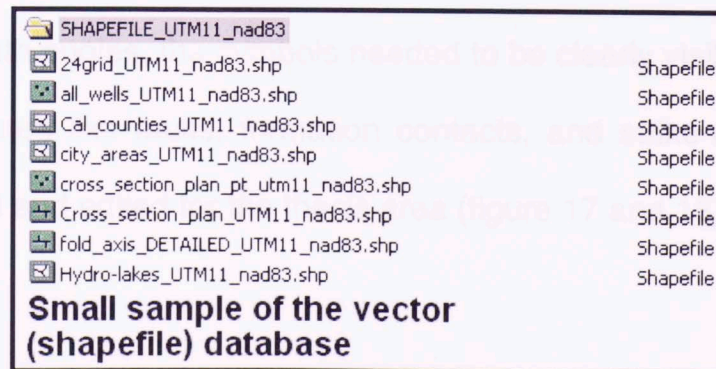 SHAPEFILE_UTM11_nad83
24grid_UTM11_nad83.shp Shapefile
all_wells_UTM11_nad83.shp Shapefile
Cal_counties_UTM11_nad83.shp Shapefile
city_areas_UTM11_nad83.shp Shapefile
cross_section_plan_pt_utm11_nad83.shp Shapefile
Cross_section_plan_UTM11_nad83.shp Shapefile
fold_axis_DETAILED_UTM11_nad83.shp Shapefile
Hydro-lakes_UTM11_nad83.shp Shapefile
Small sample of the vector
(shapefile) database